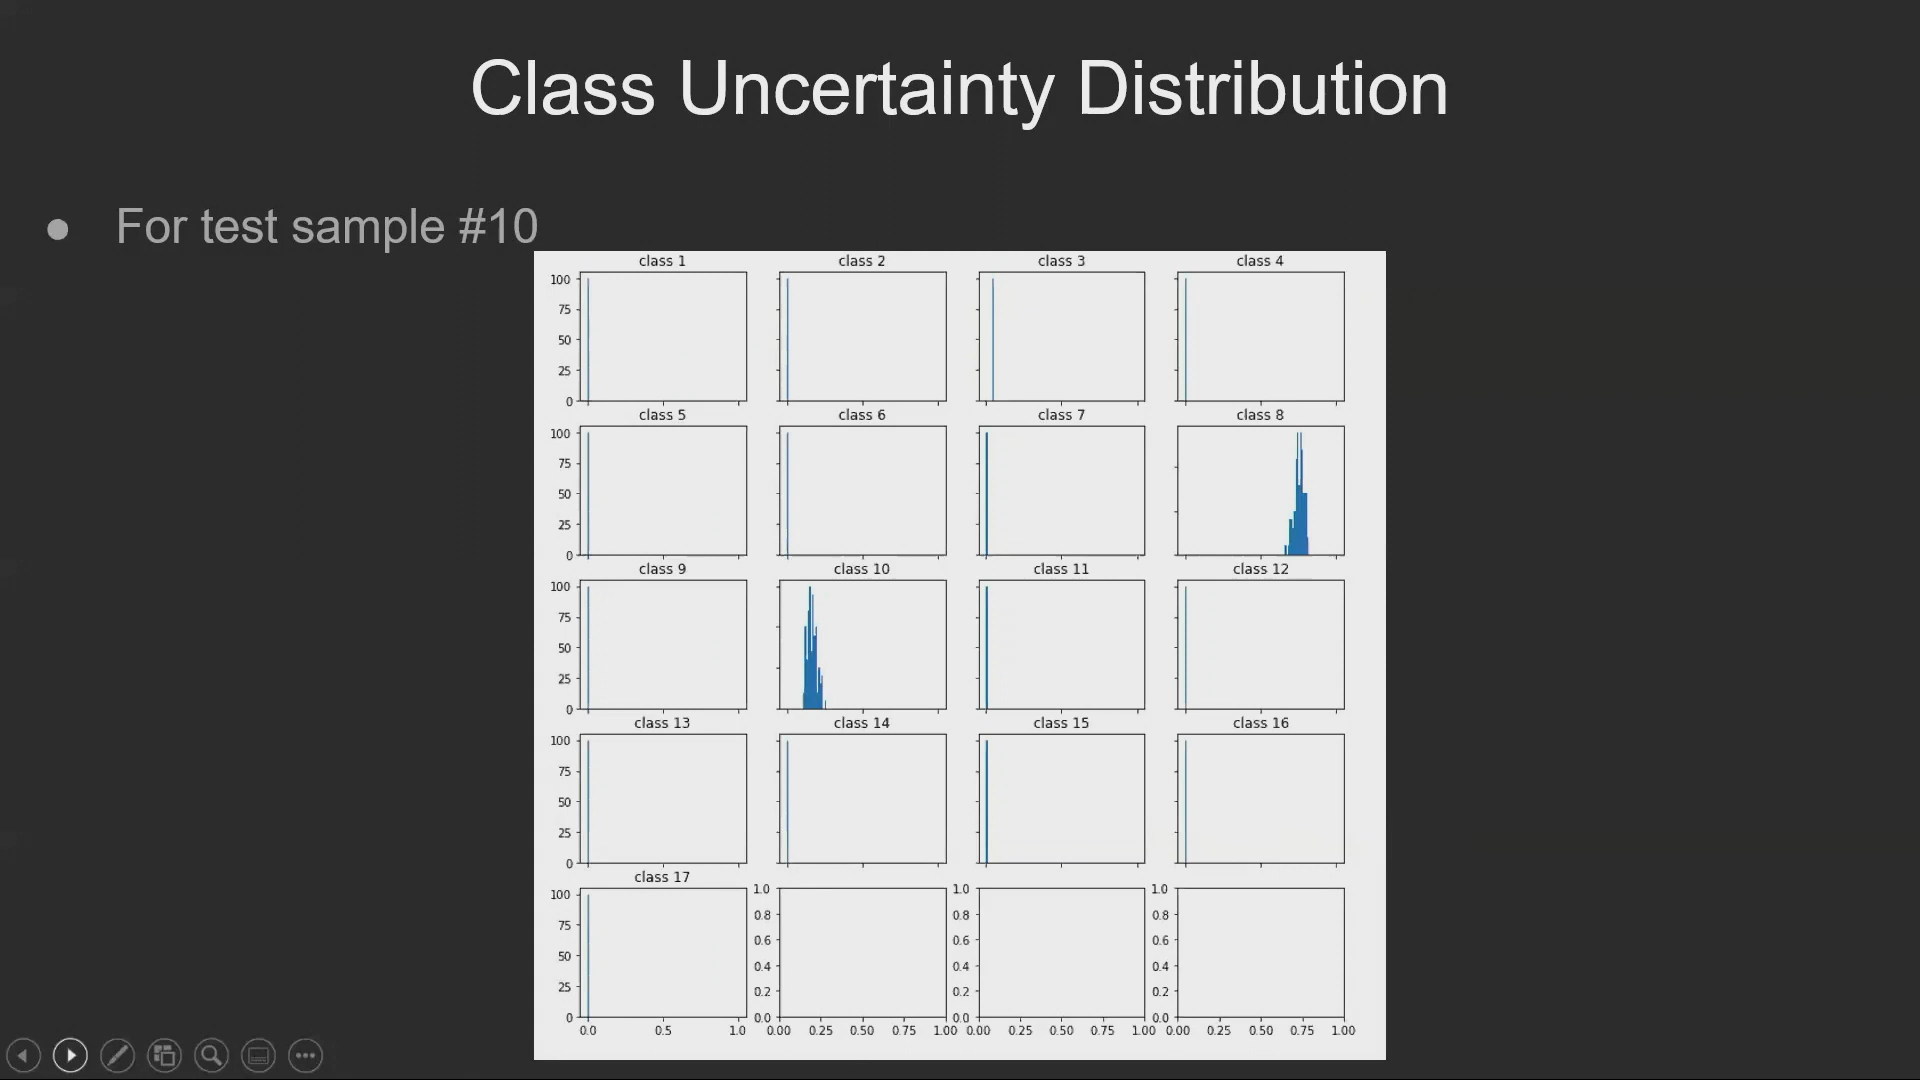 Class Uncertainty Distribution
● For test sample #10
class 1 class 2 class 3 class 4
100
75
50
25
0
class 5 class 6 class 7 class 8
100
75
50
25
0
class 9 class 10 class 11 class 12
100
75
50
25
0
class 13 class 14 class 15 class 16
100
75
50
25
0
class 17
100 1.0 1.0 1.0
75 0.8 0.8 0.8
50 0.6 0.6 0.6
25 0.4 0.4 0.4
0.2 0.2 0.2
0 0.0 0.0 0.0
0.0 0.5 1.0 0.00 0.25 0.50 0.75 1.00 0.00 0.25 0.50 0.75 1.00 0.00 0.25 0.50 0.75 1.00